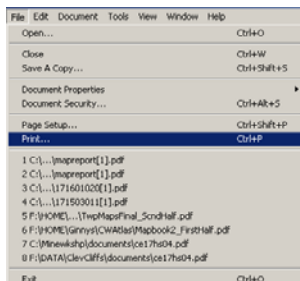 File Edit Document Tools View Window Help
Open... Ctrl+O
Close Ctrl+W
Save A Copy... Ctrl+Shift+S
Document Properties
Document Security... Ctrl+Alt+S
Page Setup... Ctrl+Shift+P
Print... Ctrl+P
1 C:\...\mapreport[1].pdf
2 C:\...\mapreport[1].pdf
3 C:\...\171601020[1].pdf
4 C:\...\171503011[1].pdf
5 F:\HOME\...\TwpMapsFinal_ScndHalf.pdf
6 F:\HOME\Ginnys\CWAtlas\Mapbook2_FirstHalf.pdf
7 C:\Minewkshp\documents\ce17hs04.pdf
8 F:\DATA\ClevCliffs\documents\ce17hs04.pdf
Exit Ctrl+Q